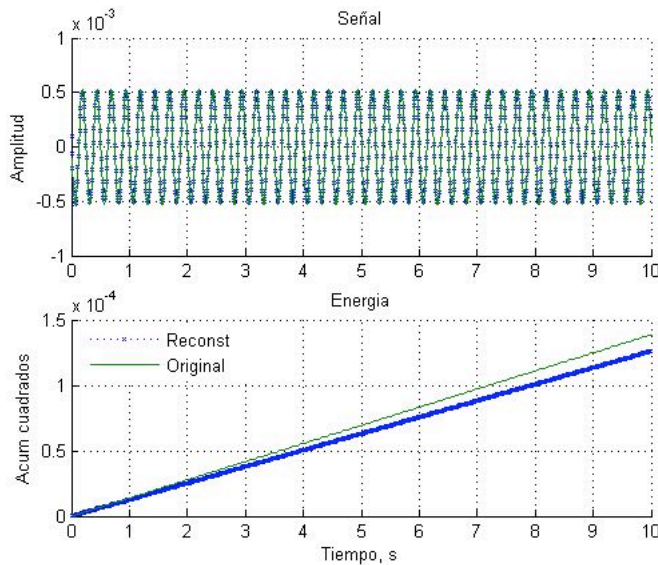 x 10-3
Señal
1
0.5
0
-0.5
-1
Amplitud
0 1 2 3 4 5 6 7 8 9 10
x 10-4
Energia
1.5
1
0.5
0
Acum cuadrados
Reconst
Original
0 1 2 3 4 5 6 7 8 9 10
Tiempo, s